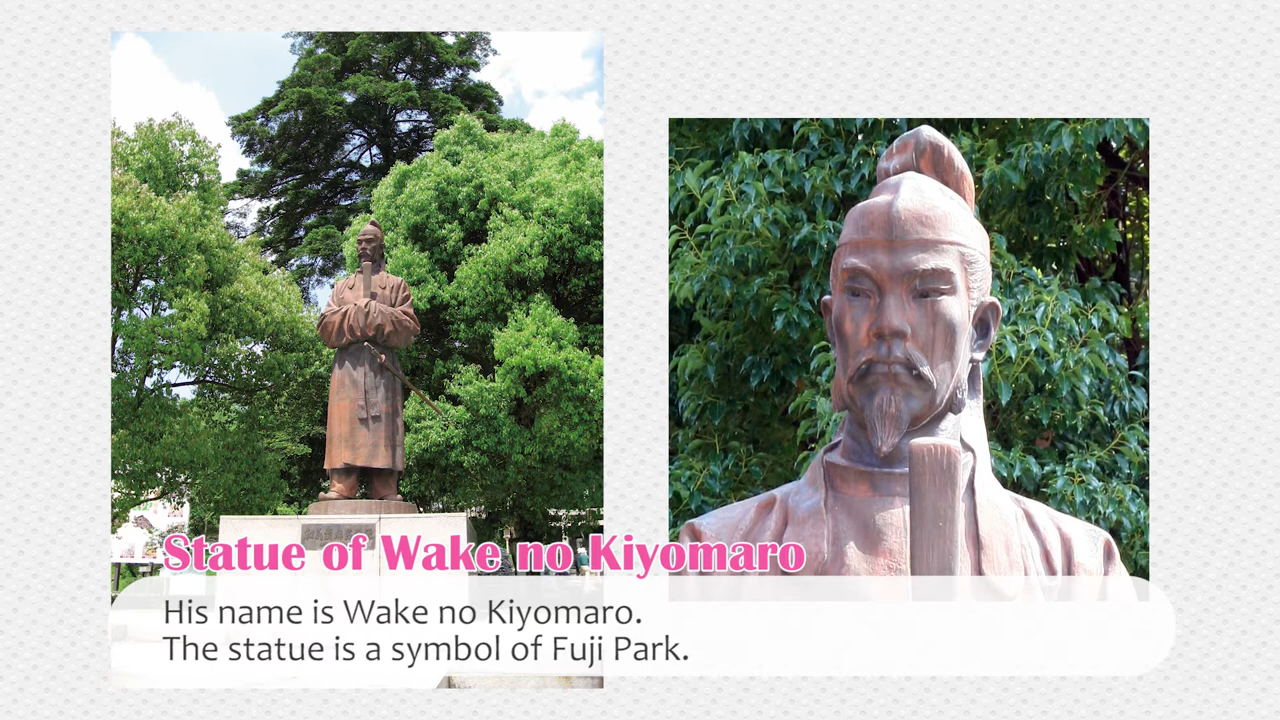 Statue of Wake no Kiyomaro
His name is Wake no Kiyomaro.
The statue is a symbol of Fuji Park.